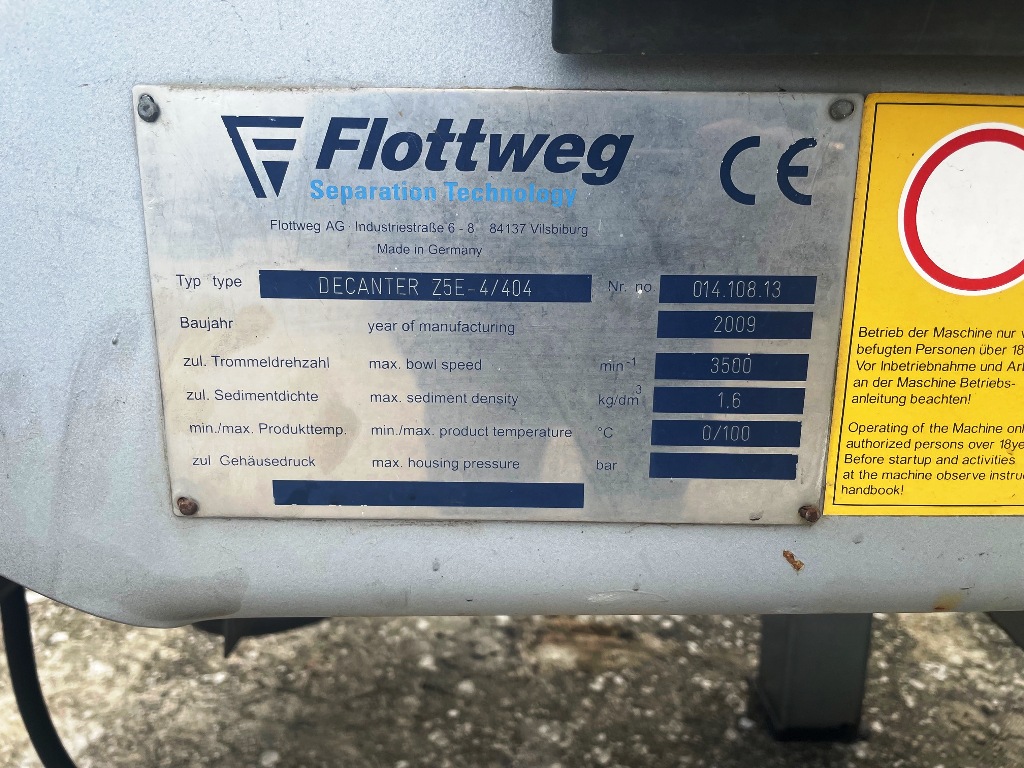 Flottweg
Separation Technology
CE
Flottweg AG · Industriestraße 6 - 8 84137 Vilsbiburg
Made in Germany
Typ type DECANTER Z5E-4/404 Nr. no. 014.108.13
Baujahr year of manufacturing 2009
zul. Trommeldrehzahl max. bowl speed min⁻¹ 3500
zul. Sedimentdichte max. sediment density kg/dm³ 1,6
min./max. Produkttemp. min./max. product temperature °C 0/100
zul Gehäusedruck max. housing pressure bar
Betrieb der Maschine nur
befugten Personen über 18
Vor Inbetriebnahme und
an der Maschine Betriebs-
anleitung beachten!
Operating of the Machine
authorized persons over 18
Before startup and activities
at the machine observe
handbook!